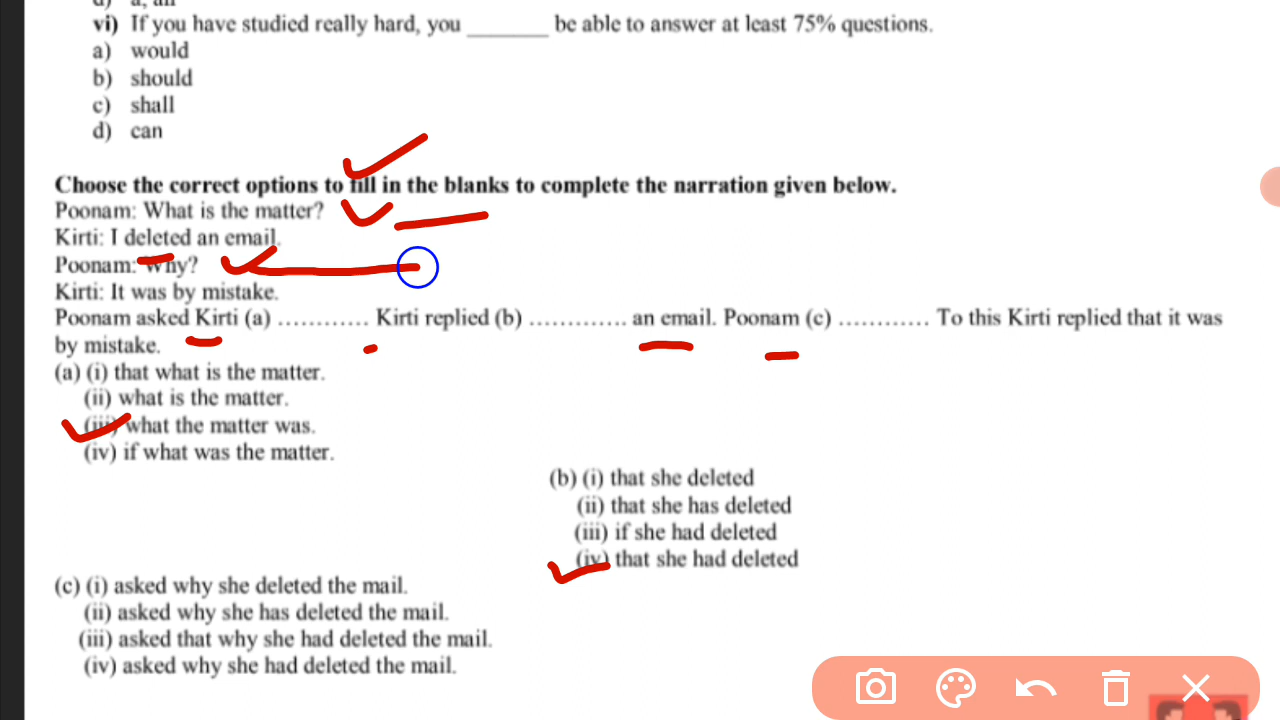 vi) If you have studied really hard, you _______ be able to answer at least 75% questions.
a) would
b) should
c) shall
d) can
Choose the correct options to fill in the blanks to complete the narration given below.
Poonam: What is the matter?
Kirti: I deleted an email.
Poonam: Why?
Kirti: It was by mistake.
Poonam asked Kirti (a) ............ Kirti replied (b) ............. an email. Poonam (c) ............ To this Kirti replied that it was
by mistake.
(a) (i) that what is the matter.
(ii) what is the matter.
(iii) what the matter was.
(iv) if what was the matter.
(b) (i) that she deleted
(ii) that she has deleted
(iii) if she had deleted
(iv) that she had deleted
(c) (i) asked why she deleted the mail.
(ii) asked why she has deleted the mail.
(iii) asked that why she had deleted the mail.
(iv) asked why she had deleted the mail.